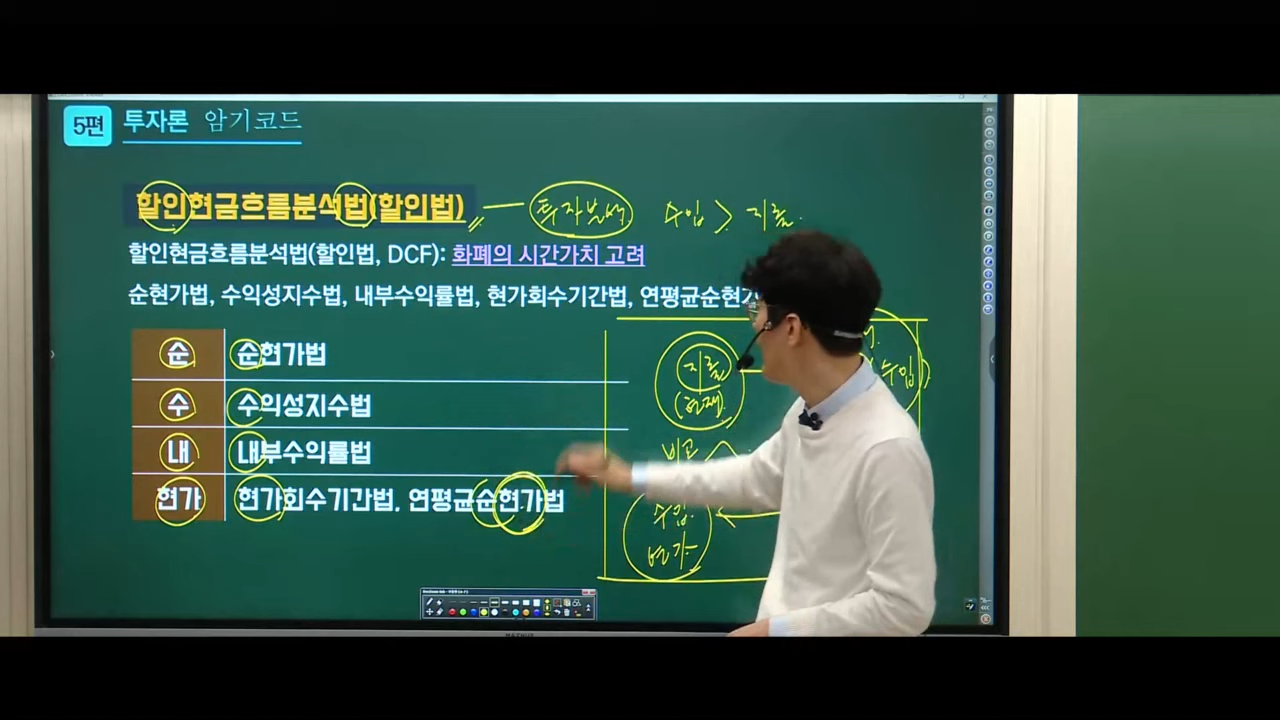 5편 투자론 암기코드
할인현금흐름분석법(할인법) 투자분석 수입 > 지출.
할인현금흐름분석법(할인법, DCF): 화폐의 시간가치 고려
순현가법, 수익성지수법, 내부수익률법, 현가회수기간법, 연평균순현가
순 순현가법
수 수익성지수법
내 내부수익률법
현가 현가회수기간법, 연평균순현가법
지출
(현재)
(수입)
비교
수입
현가